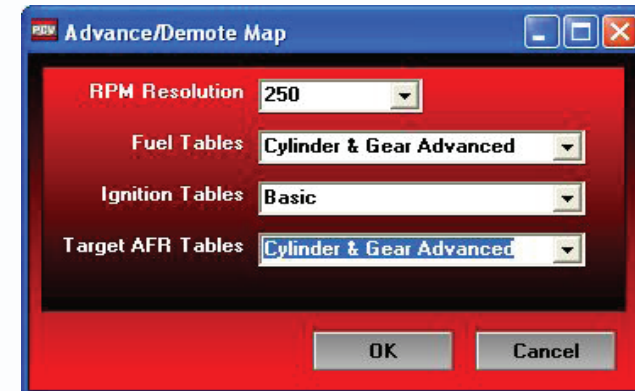 PCV Advance/Demote Map
RPM Resolution 250
Fuel Tables Cylinder & Gear Advanced
Ignition Tables Basic
Target AFR Tables Cylinder & Gear Advanced
OK Cancel